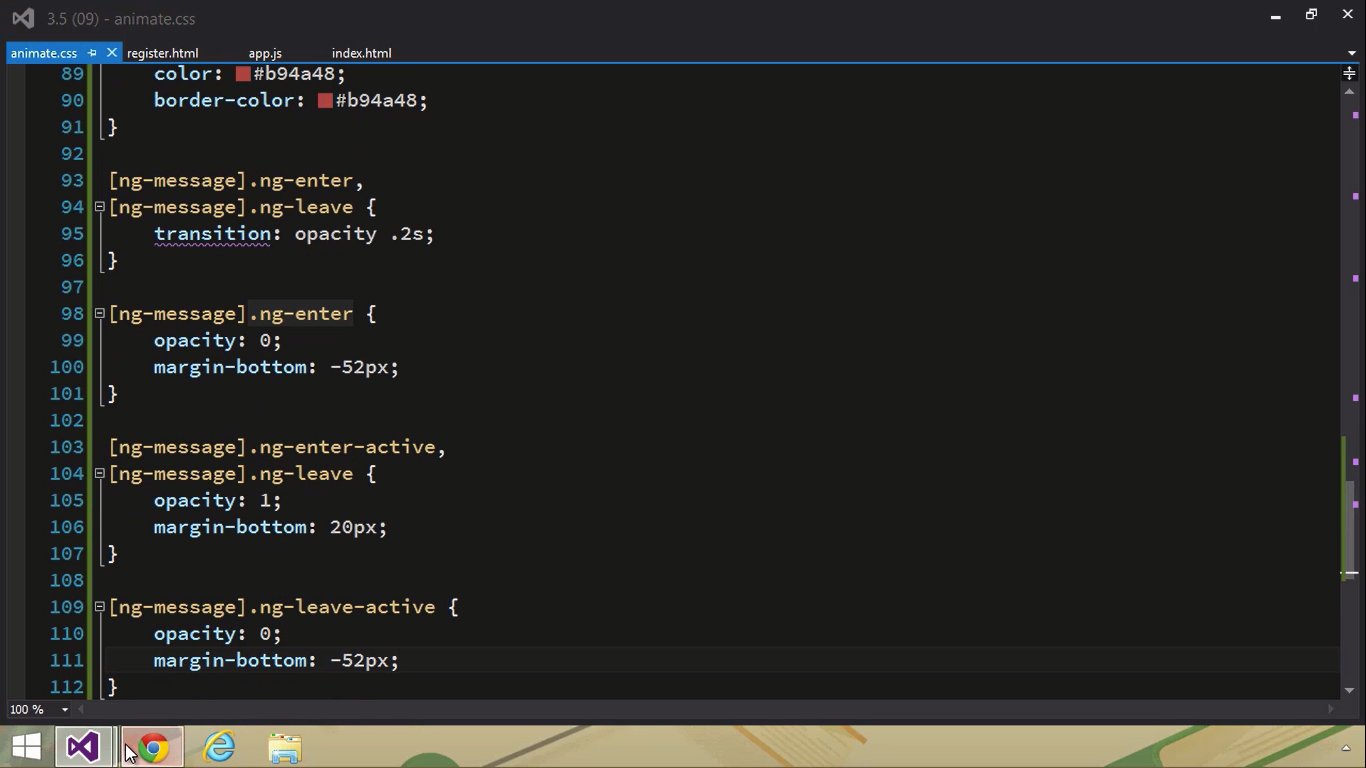 3.5 (09) - animate.css
animate.css register.html app.js index.html
89 color: #b94a48;
90 border-color: #b94a48;
91 }
92
93 [ng-message].ng-enter,
94 [ng-message].ng-leave {
95 transition: opacity .2s;
96 }
97
98 [ng-message].ng-enter {
99 opacity: 0;
100 margin-bottom: -52px;
101 }
102
103 [ng-message].ng-enter-active,
104 [ng-message].ng-leave {
105 opacity: 1;
106 margin-bottom: 20px;
107 }
108
109 [ng-message].ng-leave-active {
110 opacity: 0;
111 margin-bottom: -52px;
112 }
100 %